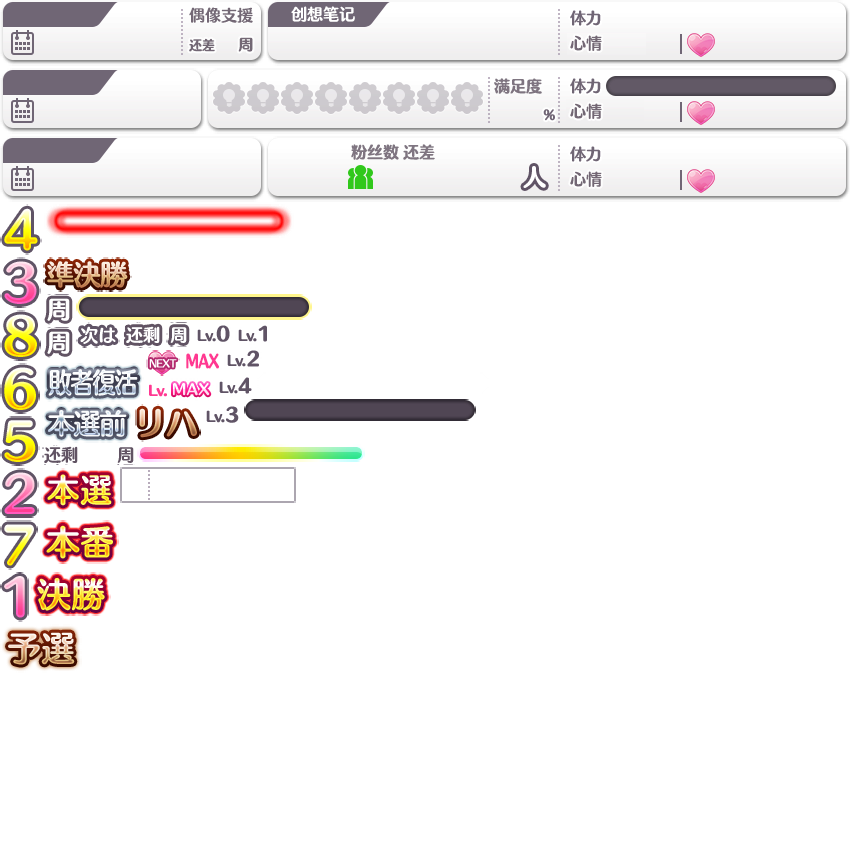 偶像支援
还差 周
创想笔记
体力
心情
满足度
%
体力
心情
粉丝数 还差
人
体力
心情
4
3 準決勝
周
8 周 次は 还剩 周 Lv.0 Lv.1
NEXT MAX Lv.2
6 敗者復活 Lv. MAX Lv.4
本選前 リハ Lv.3
5 还剩 周
2 本選
7 本番
1 決勝
予選